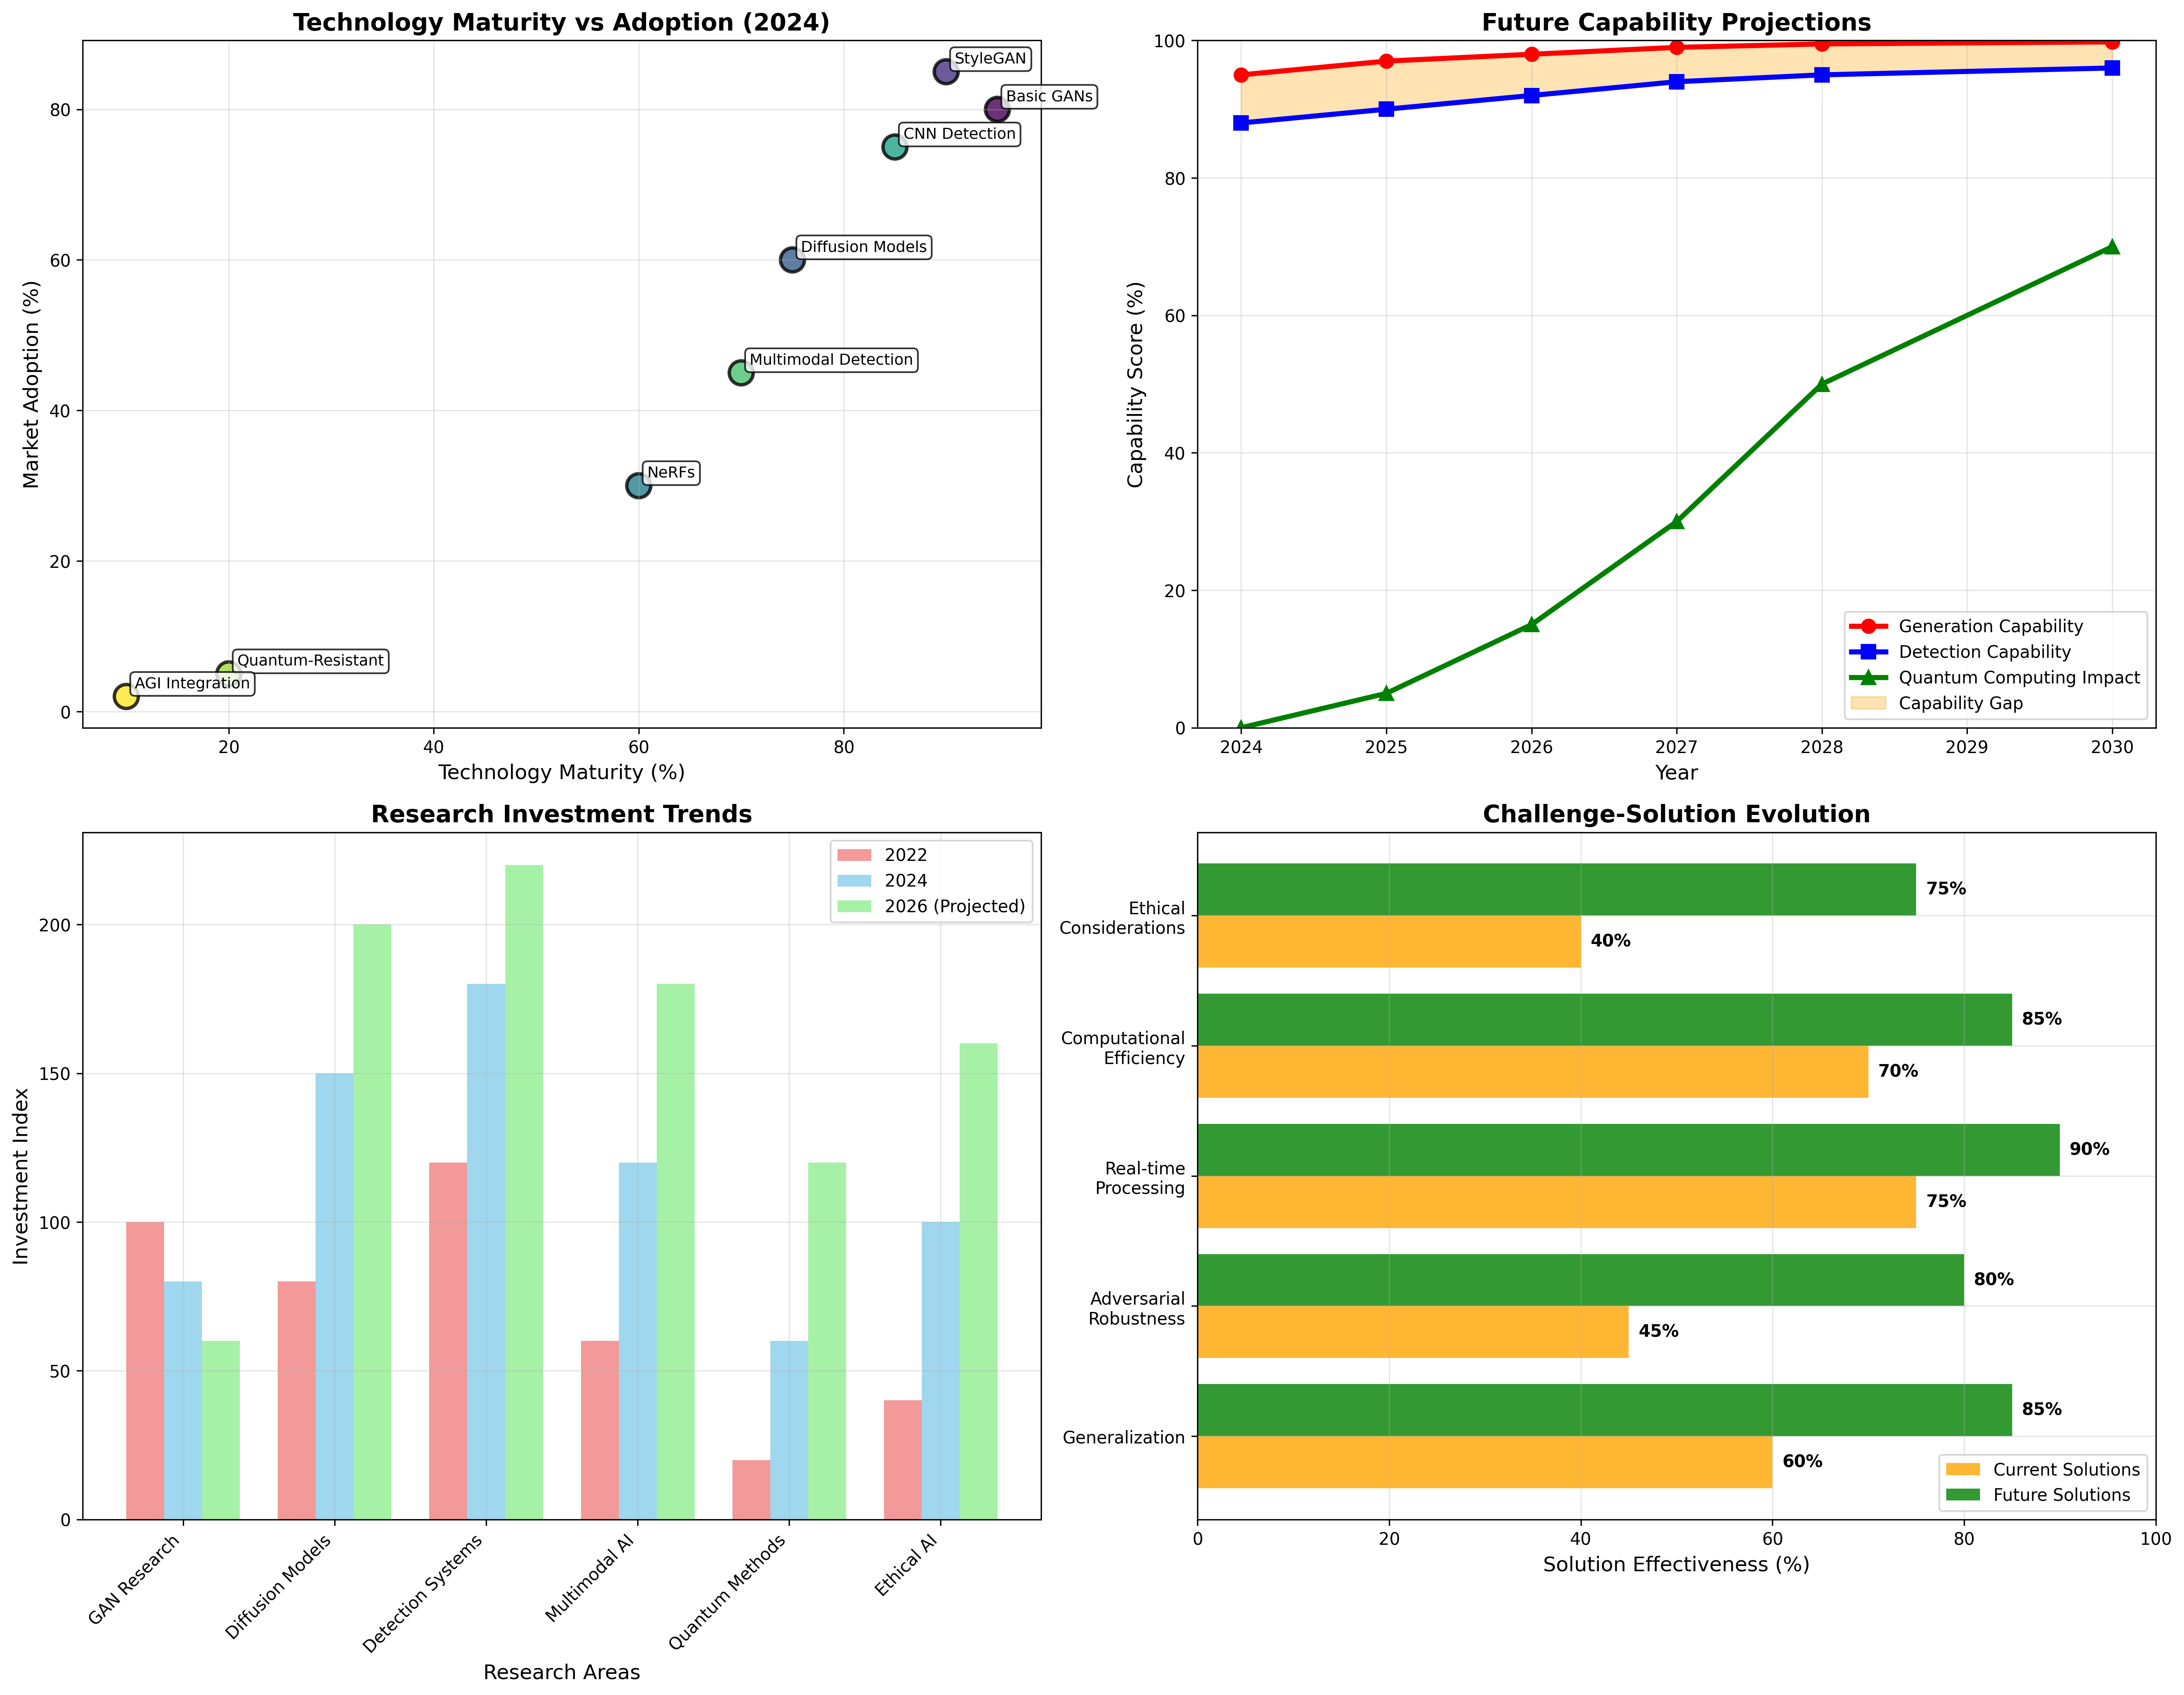 Technology Maturity vs Adoption (2024)
Market Adoption (%)
80
60
40
20
0
StyleGAN
Basic GANs
CNN Detection
Diffusion Models
Multimodal Detection
NeRFs
Quantum-Resistant
AGI Integration
20
40
60
80
Technology Maturity (%)
Future Capability Projections
Capability Score (%)
100
80
60
40
20
0
Generation Capability
Detection Capability
Quantum Computing Impact
Capability Gap
2024
2025
2026
2027
2028
2029
2030
Year
Research Investment Trends
Investment Index
200
150
100
50
0
2022
2024
2026 (Projected)
GAN Research
Diffusion Models
Detection Systems
Multimodal AI
Quantum Methods
Ethical AI
Research Areas
Challenge-Solution Evolution
Ethical
Considerations
75%
40%
Computational
Efficiency
85%
70%
Real-time
Processing
90%
75%
Adversarial
Robustness
80%
45%
Generalization
85%
60%
Current Solutions
Future Solutions
0
20
40
60
80
100
Solution Effectiveness (%)